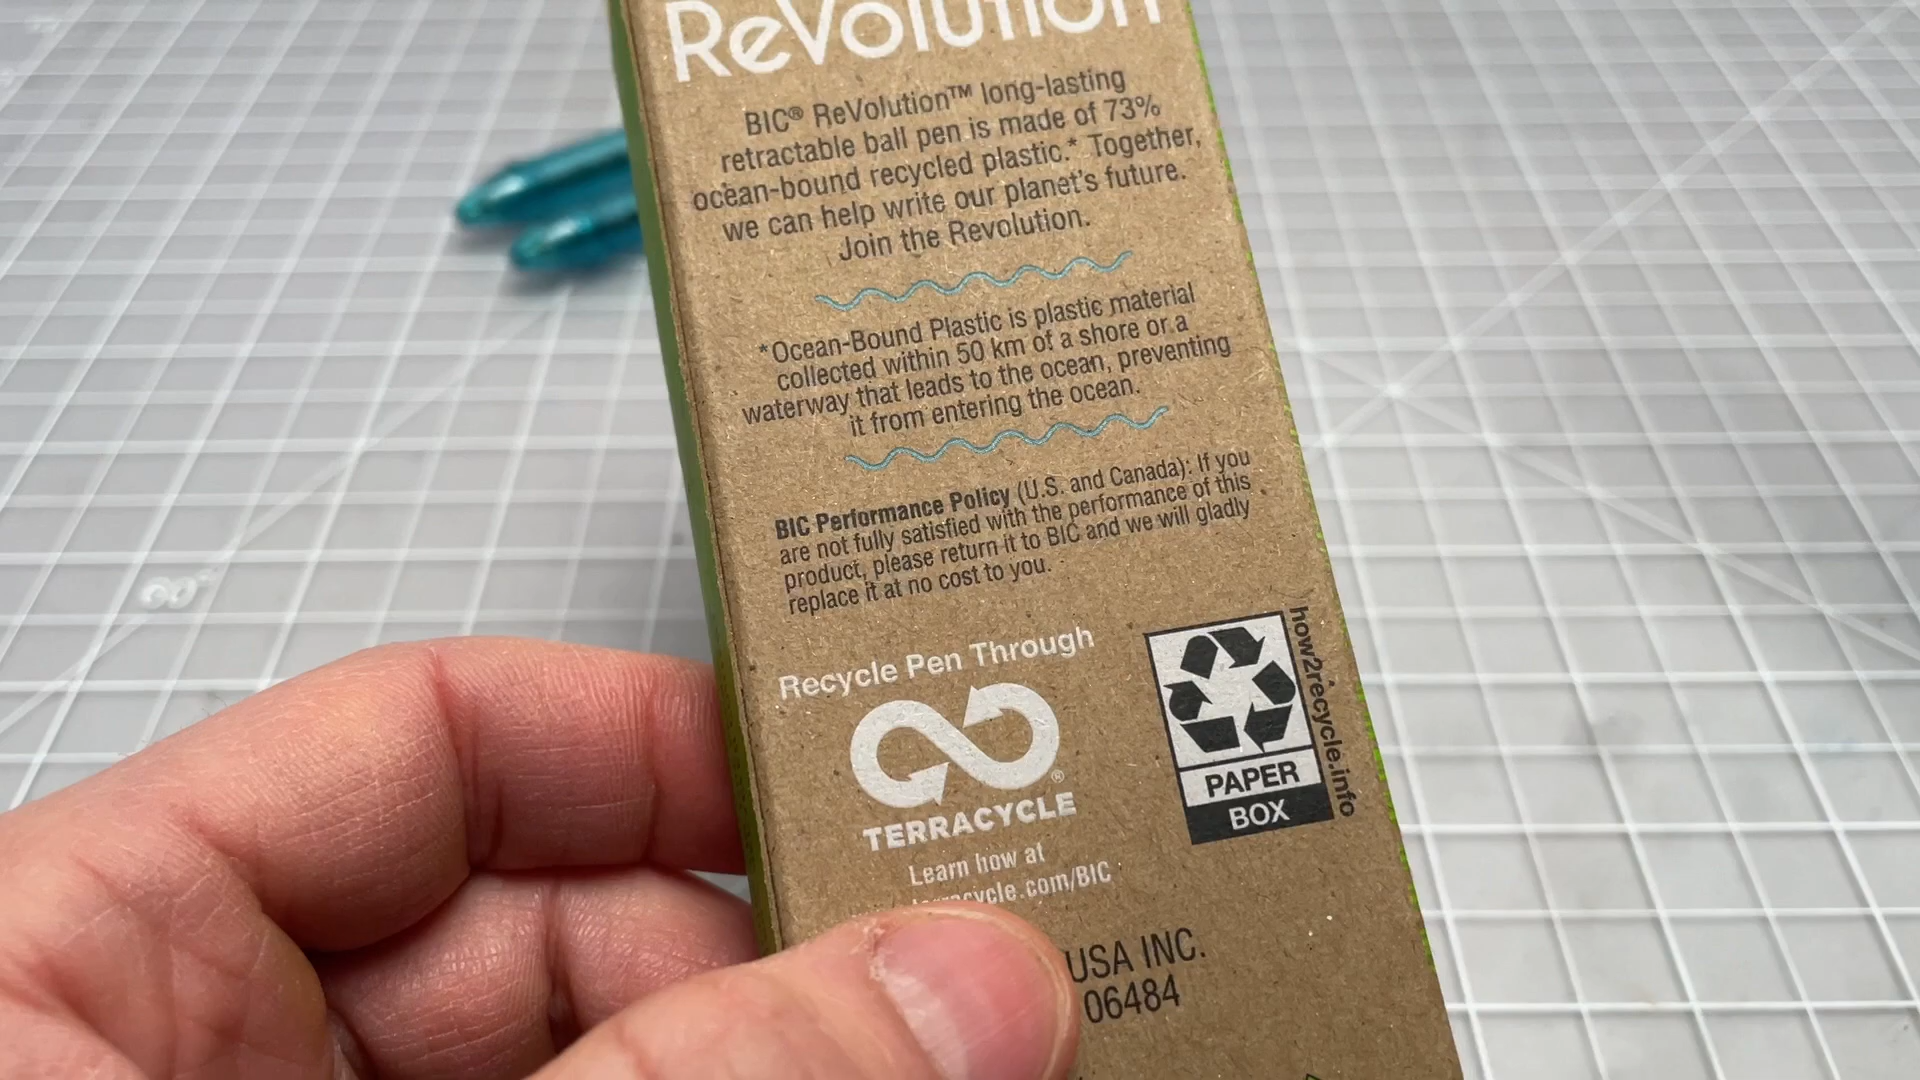 ReVolution
BIC® ReVolution™ long-lasting
retractable ball pen is made of 73%
ocean-bound recycled plastic.* Together,
we can help write our planet's future.
Join the Revolution.
*Ocean-Bound Plastic is plastic material
collected within 50 km of a shore or a
waterway that leads to the ocean, preventing
it from entering the ocean.
BIC Performance Policy (U.S. and Canada): If you
are not fully satisfied with the performance of this
product, please return it to BIC and we will gladly
replace it at no cost to you.
Recycle Pen Through
TERRACYCLE®
Learn how at
terracycle.com/BIC
PAPER
BOX
how2recycle.info
USA INC.
06484